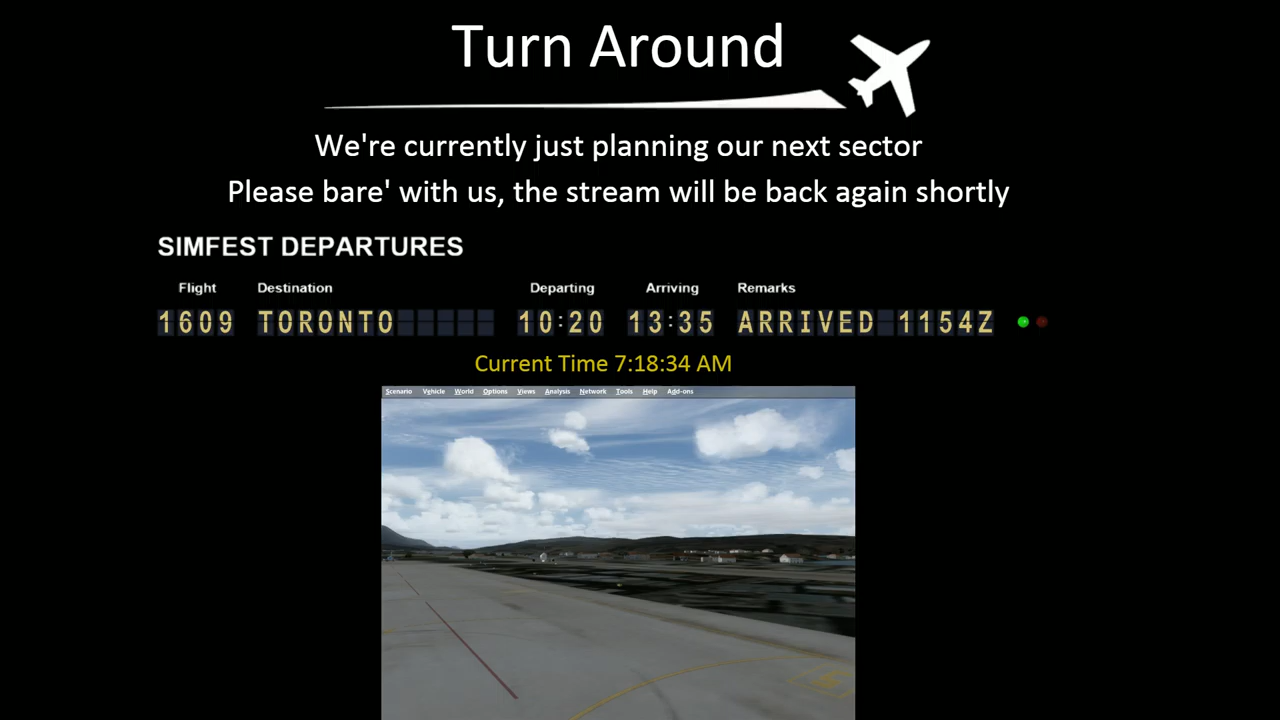 Turn Around
We're currently just planning our next sector
Please bare' with us, the stream will be back again shortly
SIMFEST DEPARTURES
Flight Destination Departing Arriving Remarks
1609 TORONTO 10:20 13:35 ARRIVED 1154Z
Current Time 7:18:34 AM
Scenario Vehicle World Options Views Analysis Network Tools Help Add-ons